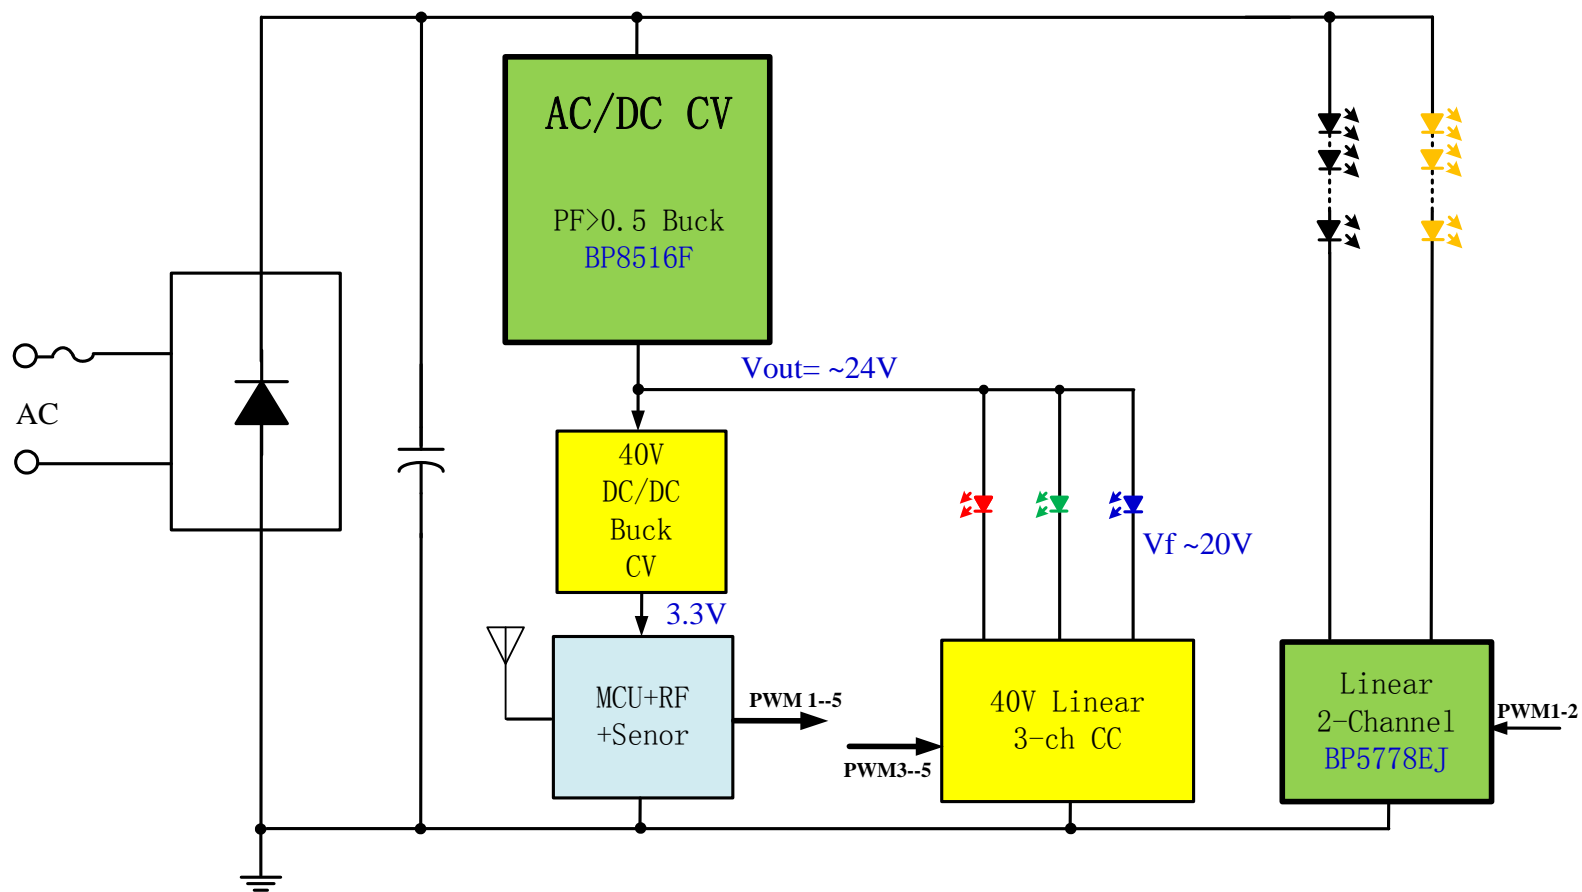 AC/DC CV
PF>0.5 Buck
BP8516F
Vout= ~24V
AC
40V
DC/DC
Buck
CV
Vf ~20V
3.3V
MCU+RF
+Senor
PWM 1--5
PWM3--5
40V Linear
3-ch CC
Linear
2-Channel
BP5778EJ
PWM1-2